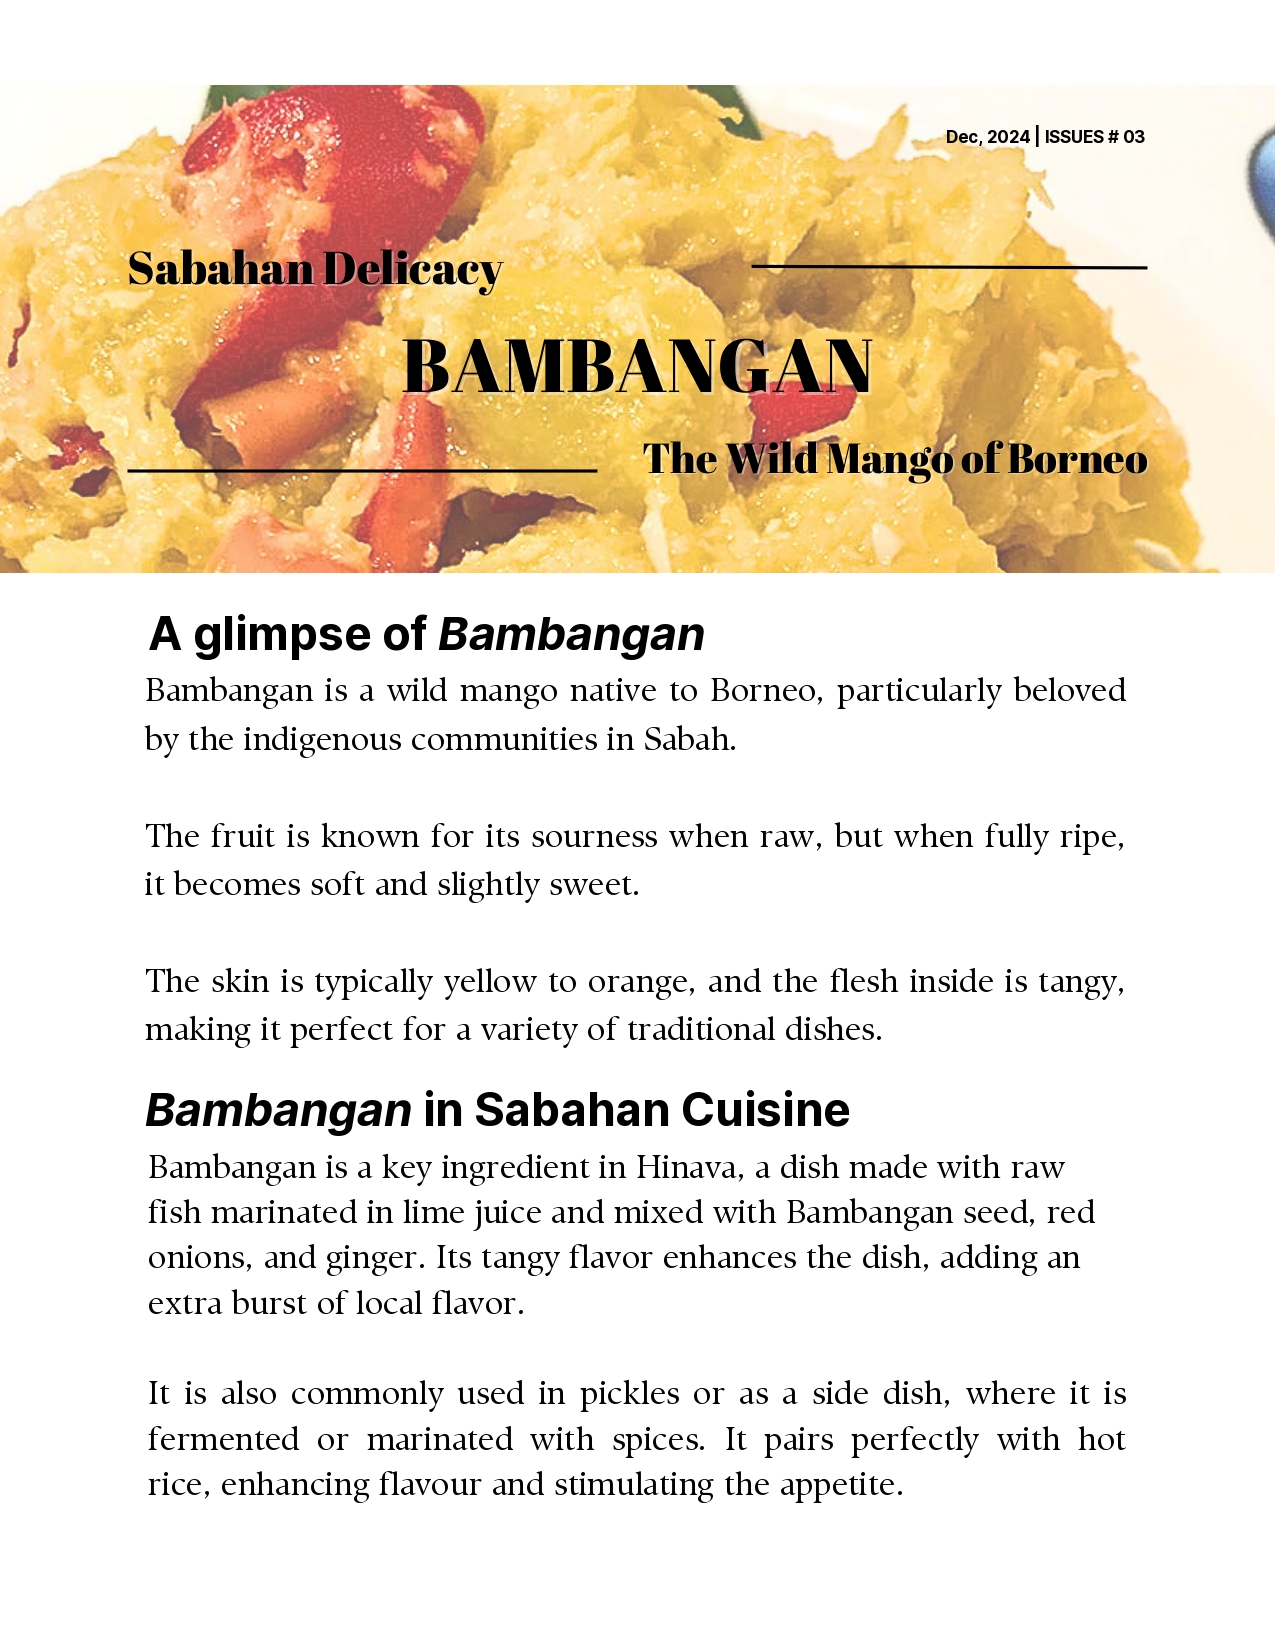 Dec, 2024 | ISSUES # 03
Sabahan Delicacy
BAMBANGAN
The Wild Mango of Borneo
A glimpse of Bambangan
Bambangan is a wild mango native to Borneo, particularly beloved
by the indigenous communities in Sabah.
The fruit is known for its sourness when raw, but when fully ripe,
it becomes soft and slightly sweet.
The skin is typically yellow to orange, and the flesh inside is tangy,
making it perfect for a variety of traditional dishes.
Bambangan in Sabahan Cuisine
Bambangan is a key ingredient in Hinava, a dish made with raw
fish marinated in lime juice and mixed with Bambangan seed, red
onions, and ginger. Its tangy flavor enhances the dish, adding an
extra burst of local flavor.
It is also commonly used in pickles or as a side dish, where it is
fermented or marinated with spices. It pairs perfectly with hot
rice, enhancing flavour and stimulating the appetite.